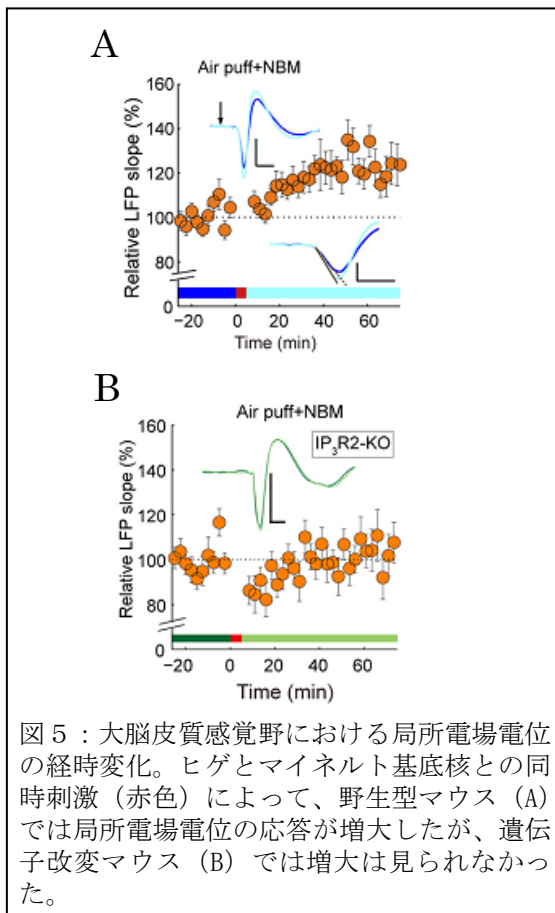 A
Air puff+NBM
Relative LFP slope (%)
160
140
120
100
80
0
−20 0 20 40 60
Time (min)
B
Air puff+NBM
IP₃R2-KO
Relative LFP slope (%)
160
140
120
100
80
0
-20 0 20 40 60
Time (min)
図５：大脳皮質感覚野における局所電場電位
の経時変化。ヒゲとマイネルト基底核との同
時刺激（赤色）によって、野生型マウス（A）
では局所電場電位の応答が増大したが、遺伝
子改変マウス（B）では増大は見られなかっ
た。